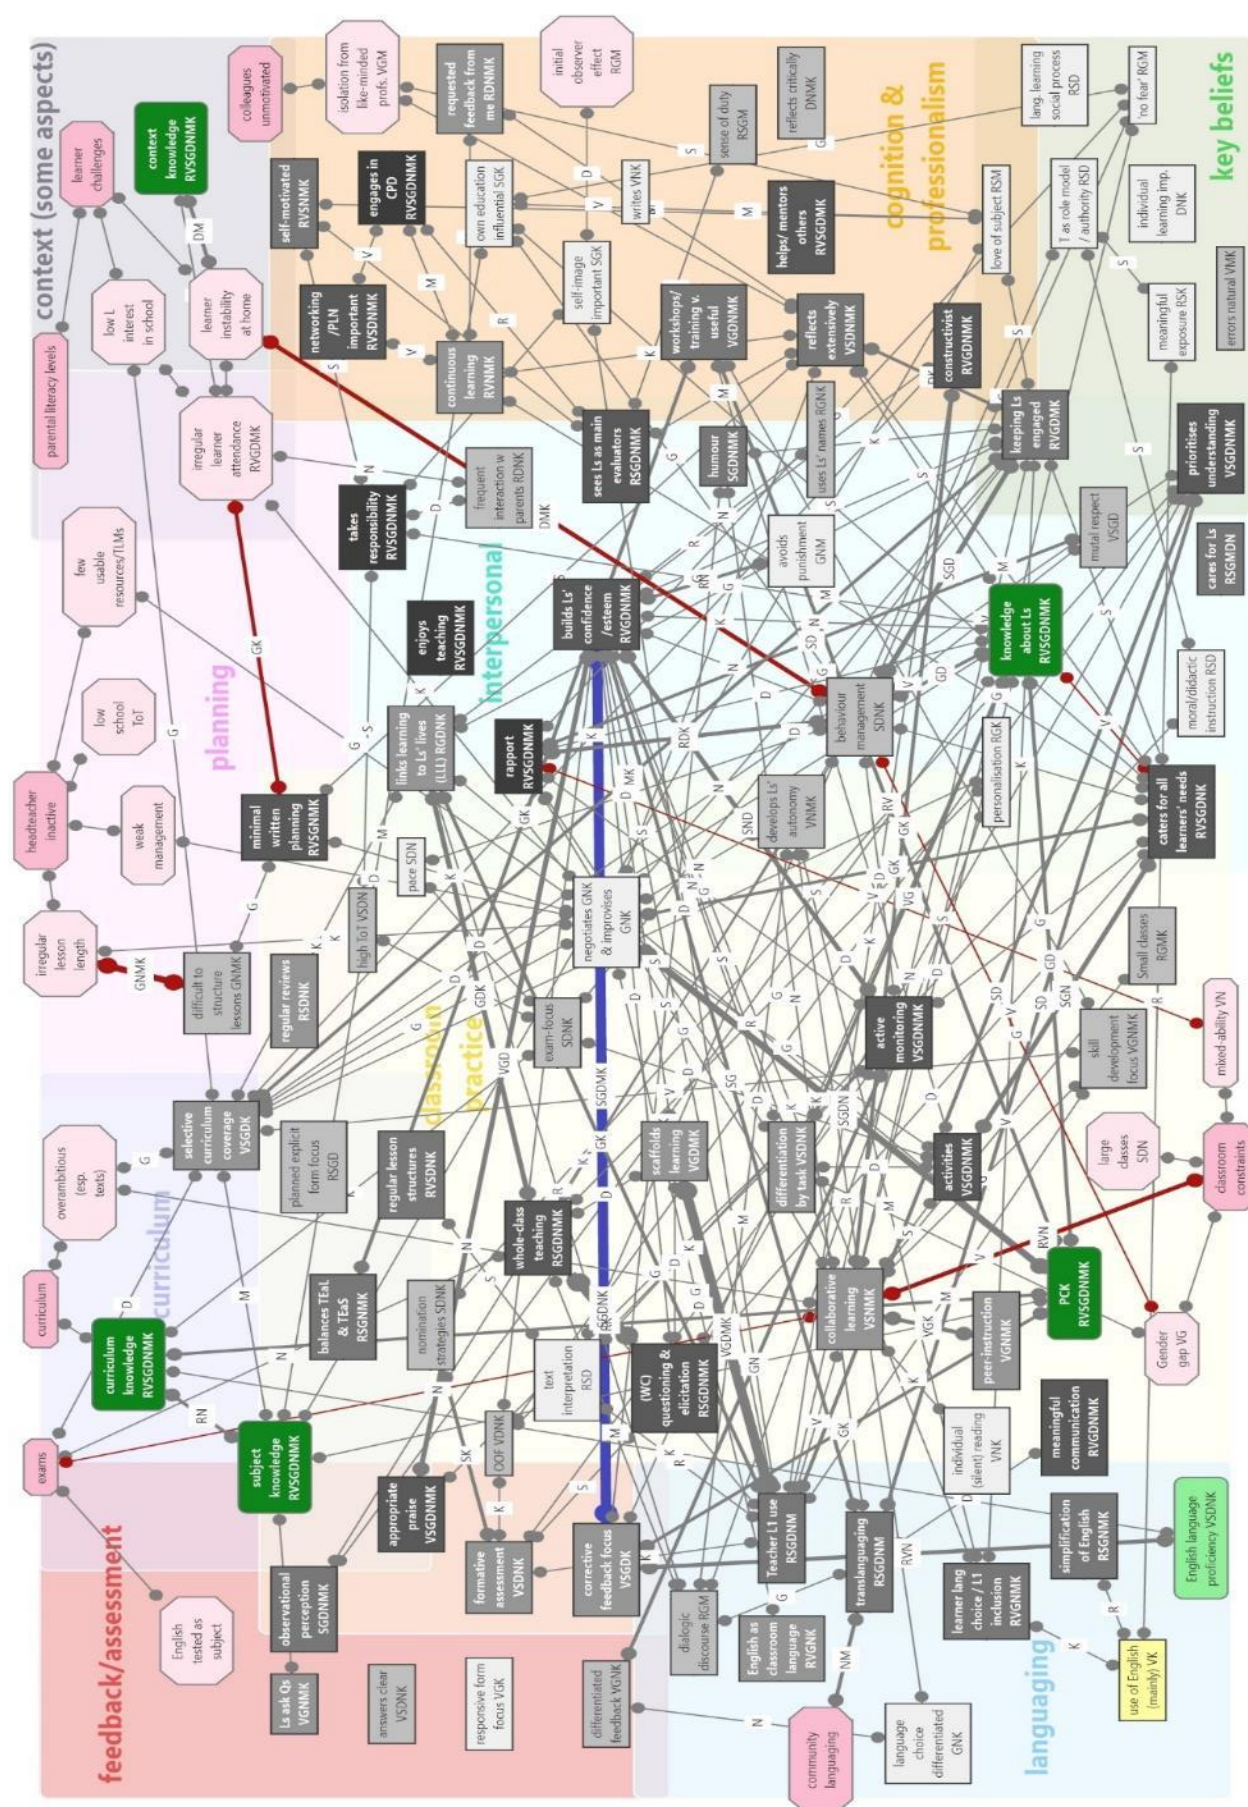 context (some aspects)
parental literacy levels
learner
challenges
context
knowledge
RVSGDNMK
low L
interest
in school
learner
instability
at home
irregular
learner
attendance
RVGDMK
colleagues
unmotivated
isolation from
like-minded
profs. VGM
initial
observer
effect
RGM
cognition &
professionalism
self-motivated
RVSNMK
engages in
CPD
RVSGDNMK
requested
feedback from
me RDNMK
networking
/PLN
important
RVSDNMK
own education
influential SGK
continuous
learning
RVNMK
self-image
important SGK
writes VNK
sense of duty
RSGM
reflects critically
DNMK
helps/ mentors
others
RVSGDMK
workshops/
training v.
useful
VGDNMK
reflects
extensively
VSDNMK
love of subject RSM
constructivist
RVGDNMK
sees Ls as main
evaluators
RSGDNMK
humour
SGDNMK
uses Ls' names RGNK
key beliefs
lang. learning
social process
RSD
'no fear' RGM
T as role model
/ authority RSD
individual
learning imp.
DNK
meaningful
exposure RSK
errors natural VMK
keeping Ls
engaged
RVGDMK
prioritises
understanding
VSGDNMK
planning
headteacher
inactive
few
usable
resources/TLMs
low
school
ToT
weak
management
irregular
lesson
length
minimal
written
planning
RVSGNMK
difficult to
structure
lessons GNMK
regular reviews
RSDNK
high ToT VSDN
pace SDN
interpersonal
takes
responsibility
RVSGDNMK
frequent
interaction w
parents RDNK
enjoys
teaching
RVSGDNMK
builds Ls'
confidence
/esteem
RVGDNMK
avoids
punishment
GNM
links learning
to Ls' lives
(LLL) RGDNK
rapport
RVSGDNMK
behaviour
management
SDNK
knowledge
about Ls
RVSGDNMK
mutal respect
VSGD
cares for Ls
RSGMDN
personalisation RGK
moral/didactic
instruction RSD
caters for all
learners' needs
RVSGDNK
develops Ls'
autonomy
VNMK
classroom
practice
negotiates GNK
& improvises
GNK
exam-focus
SDNK
active
monitoring
VSGDNMK
Small classes
RGMK
skill
development
focus VGNMK
mixed-ability VN
large
classes
SDN
classroom
constraints
Gender
gap VG
scaffolds
learning
VGDMK
differentiation
by task VSDNK
activities
VSGDNMK
whole-class
teaching
RSGDNMK
regular lesson
structures
RVSDNK
planned explicit
form focus
RSGD
balances TEaL
& TEaS
RSGNMK
nomination
strategies SDNK
text
interpretation
RSD
(WC)
questioning &
elicitation
RSGDNMK
collaborative
learning
VSNMK
peer-instruction
VGNMK
PCK
RVSGDNMK
OOF VDNK
curriculum
curriculum
overambitious
(esp.
texts)
selective
curriculum
coverage
VSGDK
curriculum
knowledge
RVSGDNMK
exams
subject
knowledge
RVSGDNMK
feedback/assessment
English
tested as
subject
observational
perception
SGDNMK
Ls ask Qs
VGNMK
appropriate
praise
VSGDNMK
formative
assessment
VSDNK
corrective
feedback focus
VSGDK
answers clear
VSDNK
responsive form
focus VGK
differentiated
feedback VGNK
languaging
Teacher L1 use
RSGDNM
dialogic
discourse RGM
English as
classroom
language
RVGNK
translanguaging
RSGDNM
individual
(silent) reading
VNK
meaningful
communication
RVGDNMK
learner lang
choice / L1
inclusion
RVGNMK
simplification
of English
RSGNMK
English language
proficiency VSDNK
use of English
(mainly) VK
language
choice
differentiated
GNK
community
languaging
DM
GK
GNMK
DMK
RN
RVN
VGDMK
SGDMK
VGD
GDK
SGDN
SGD
RDK
SND
NM
VGK
SK
GN